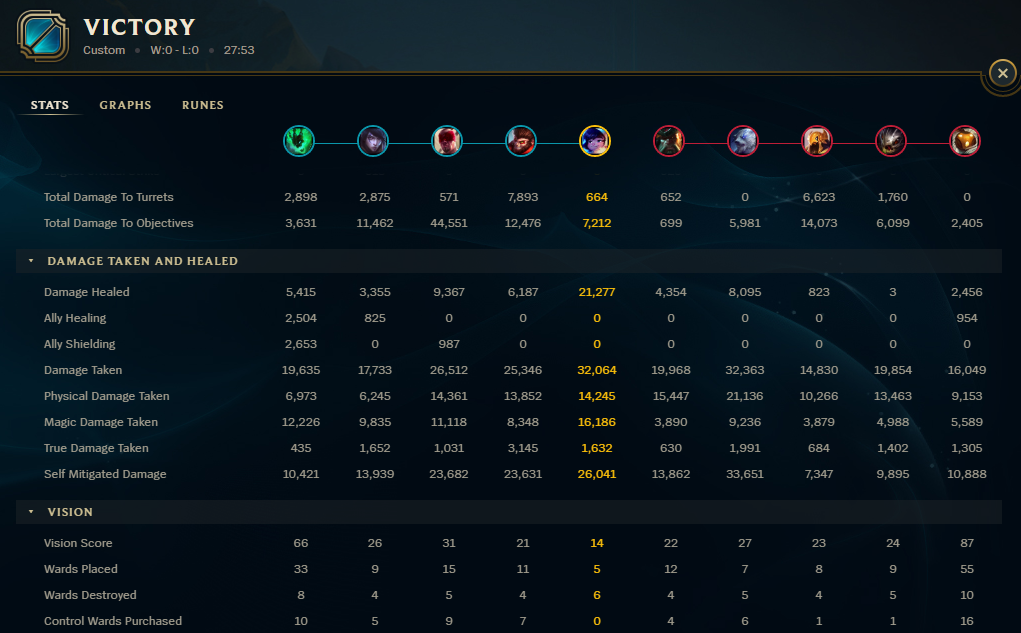 VICTORY
Custom • W:0 - L:0 • 27:53
STATS GRAPHS RUNES
Total Damage To Turrets 2,898 2,875 571 7,893 664 652 0 6,623 1,760 0
Total Damage To Objectives 3,631 11,462 44,551 12,476 7,212 699 5,981 14,073 6,099 2,405
DAMAGE TAKEN AND HEALED
Damage Healed 5,415 3,355 9,367 6,187 21,277 4,354 8,095 823 3 2,456
Ally Healing 2,504 825 0 0 0 0 0 0 0 954
Ally Shielding 2,653 0 987 0 0 0 0 0 0 0
Damage Taken 19,635 17,733 26,512 25,346 32,064 19,968 32,363 14,830 19,854 16,049
Physical Damage Taken 6,973 6,245 14,361 13,852 14,245 15,447 21,136 10,266 13,463 9,153
Magic Damage Taken 12,226 9,835 11,118 8,348 16,186 3,890 9,236 3,879 4,988 5,589
True Damage Taken 435 1,652 1,031 3,145 1,632 630 1,991 684 1,402 1,305
Self Mitigated Damage 10,421 13,939 23,682 23,631 26,041 13,862 33,651 7,347 9,895 10,888
VISION
Vision Score 66 26 31 21 14 22 27 23 24 87
Wards Placed 33 9 15 11 5 12 7 8 9 55
Wards Destroyed 8 4 5 4 6 4 5 4 5 10
Control Wards Purchased 10 5 9 7 0 4 6 1 1 16